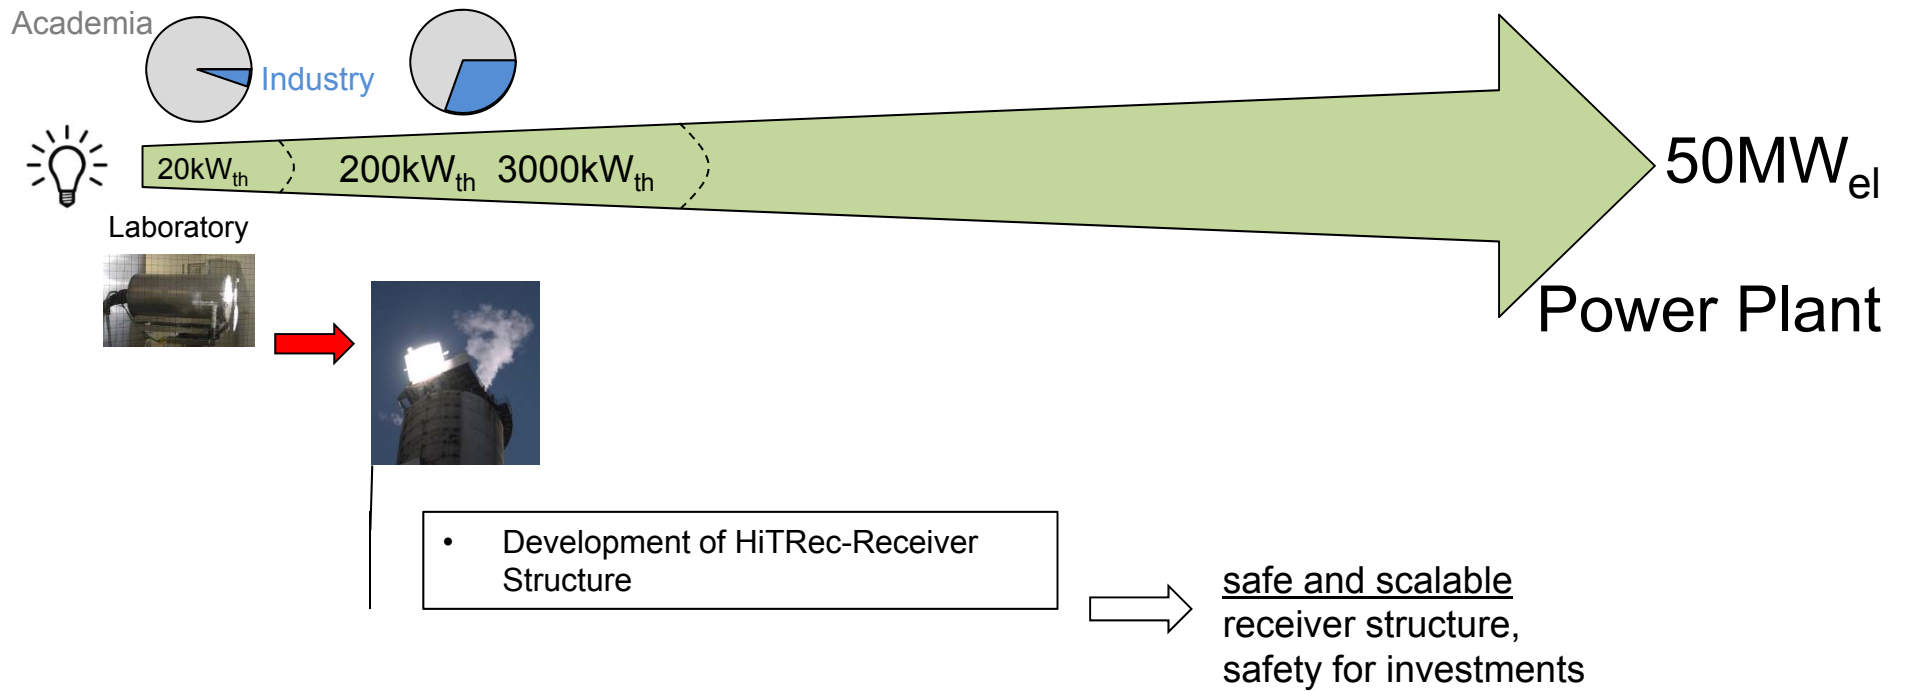 Academia
Industry
20kWth
200kWth 3000kWth
50MWel
Laboratory
Power Plant
• Development of HiTRec-Receiver
Structure
safe and scalable
receiver structure,
safety for investments